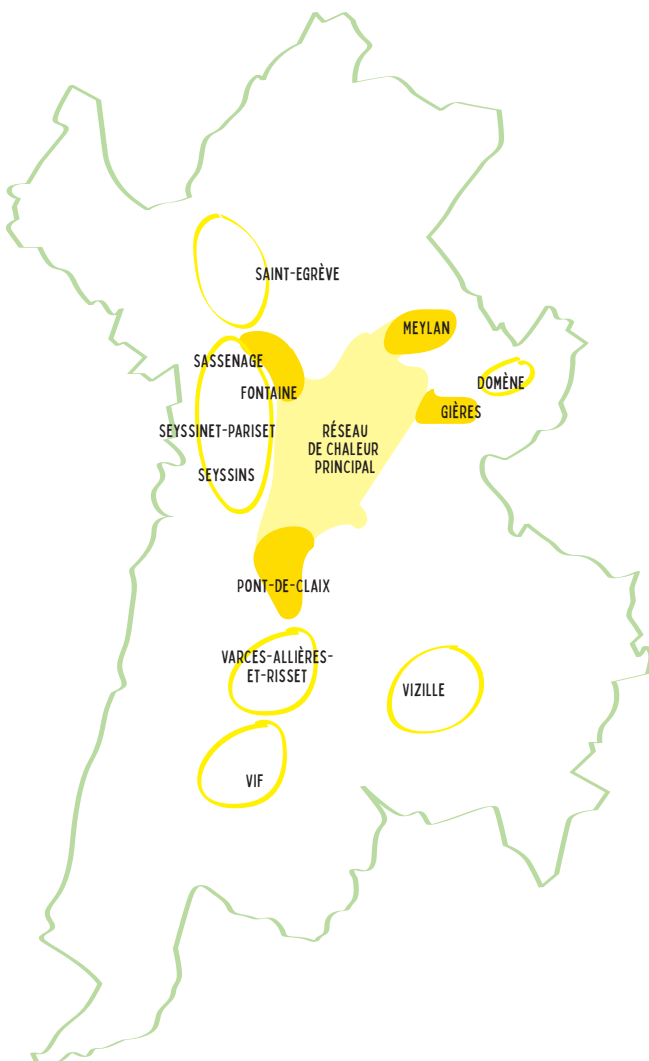 SAINT-EGRÈVE
MEYLAN
SASSENAGE
DOMÈNE
FONTAINE
GIÈRES
SEYSSINET-PARISET
RÉSEAU
DE CHALEUR
PRINCIPAL
SEYSSINS
PONT-DE-CLAIX
VARCES-ALLIÈRES-
ET-RISSET
VIZILLE
VIF